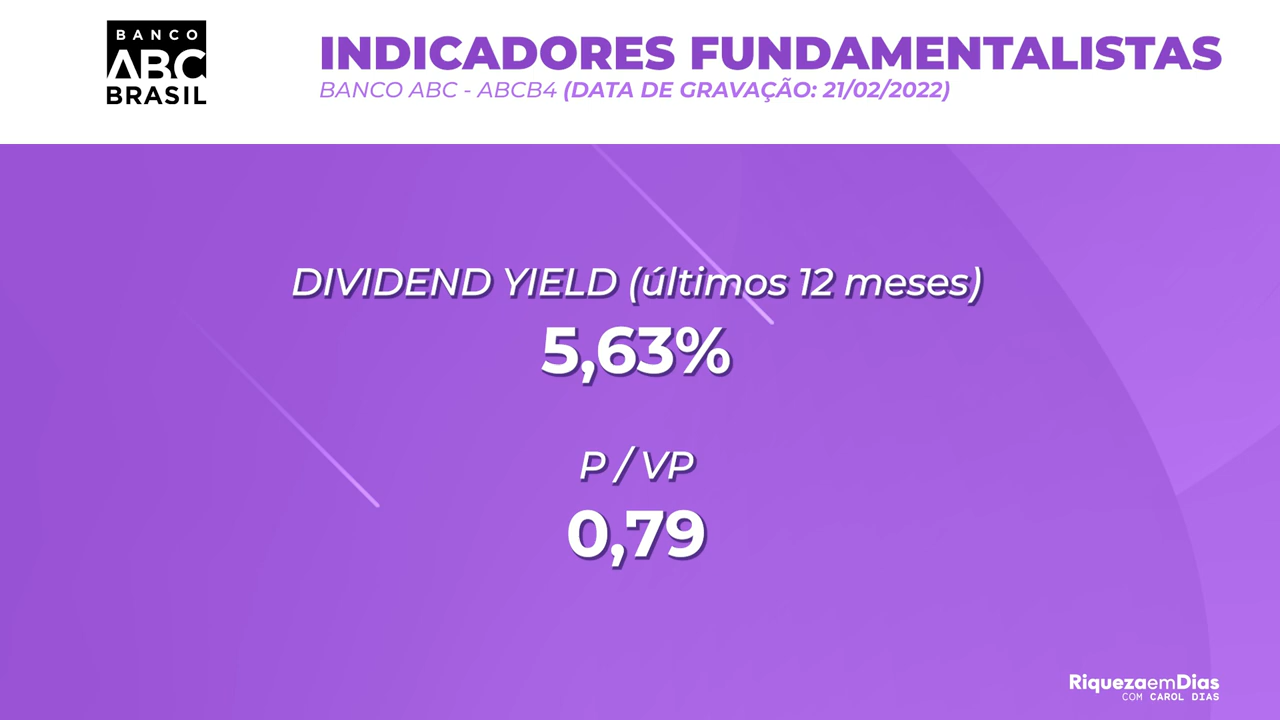 BANCO
ABC
BRASIL
INDICADORES FUNDAMENTALISTAS
BANCO ABC - ABCB4 (DATA DE GRAVAÇÃO: 21/02/2022)
DIVIDEND YIELD (últimos 12 meses)
5,63%
P / VP
0,79
RiquezaemDias
COM CAROL DIAS